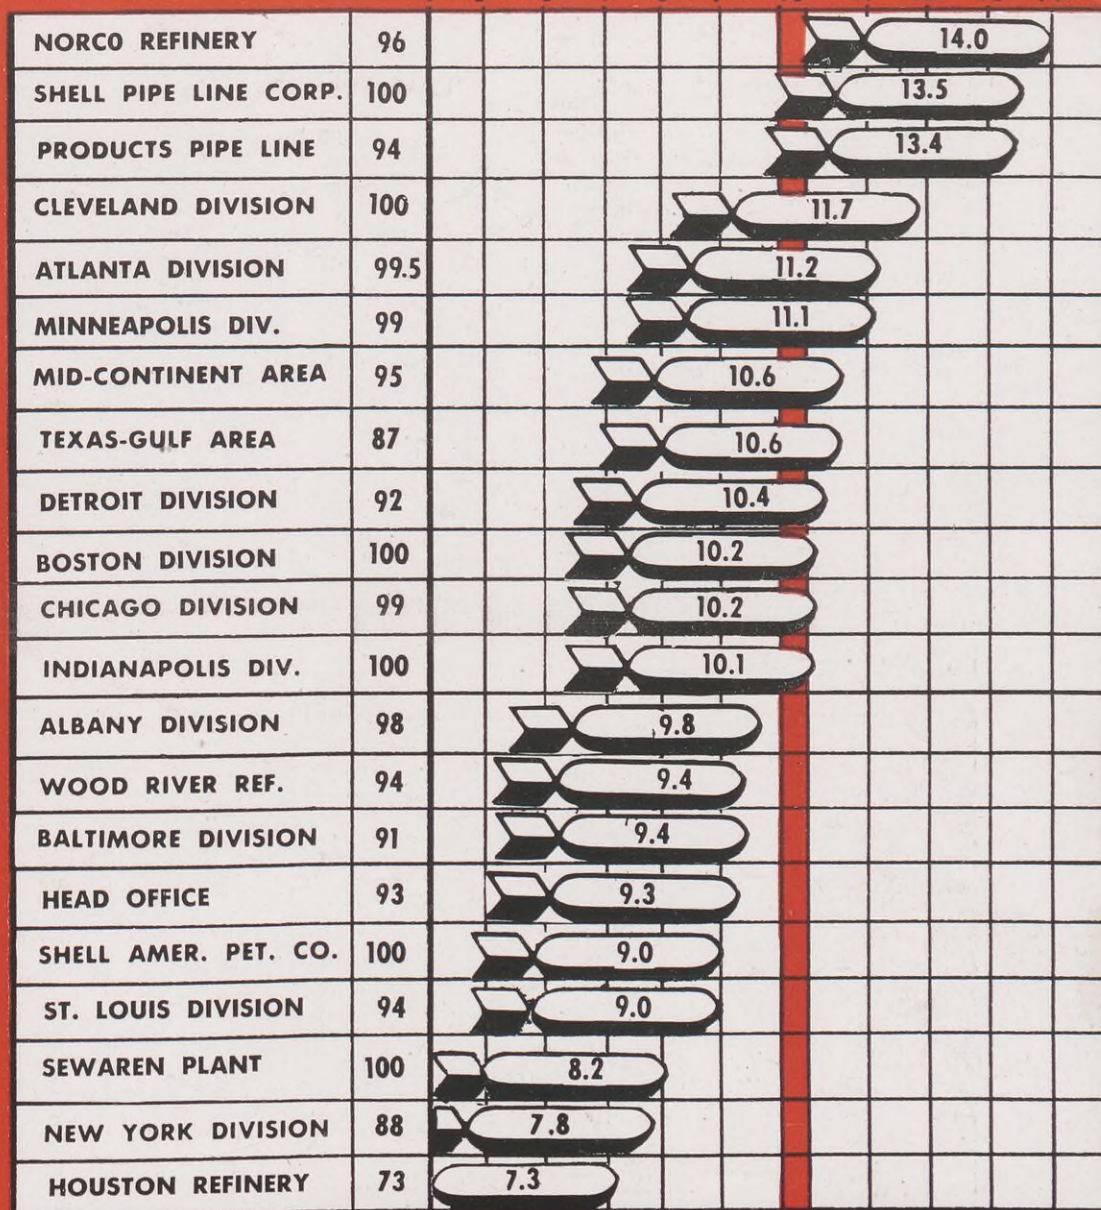 NORCO REFINERY 96 14.0
SHELL PIPE LINE CORP. 100 13.5
PRODUCTS PIPE LINE 94 13.4
CLEVELAND DIVISION 100 11.7
ATLANTA DIVISION 99.5 11.2
MINNEAPOLIS DIV. 99 11.1
MID-CONTINENT AREA 95 10.6
TEXAS-GULF AREA 87 10.6
DETROIT DIVISION 92 10.4
BOSTON DIVISION 100 10.2
CHICAGO DIVISION 99 10.2
INDIANAPOLIS DIV. 100 10.1
ALBANY DIVISION 98 9.8
WOOD RIVER REF. 94 9.4
BALTIMORE DIVISION 91 9.4
HEAD OFFICE 93 9.3
SHELL AMER. PET. CO. 100 9.0
ST. LOUIS DIVISION 94 9.0
SEWAREN PLANT 100 8.2
NEW YORK DIVISION 88 7.8
HOUSTON REFINERY 73 7.3